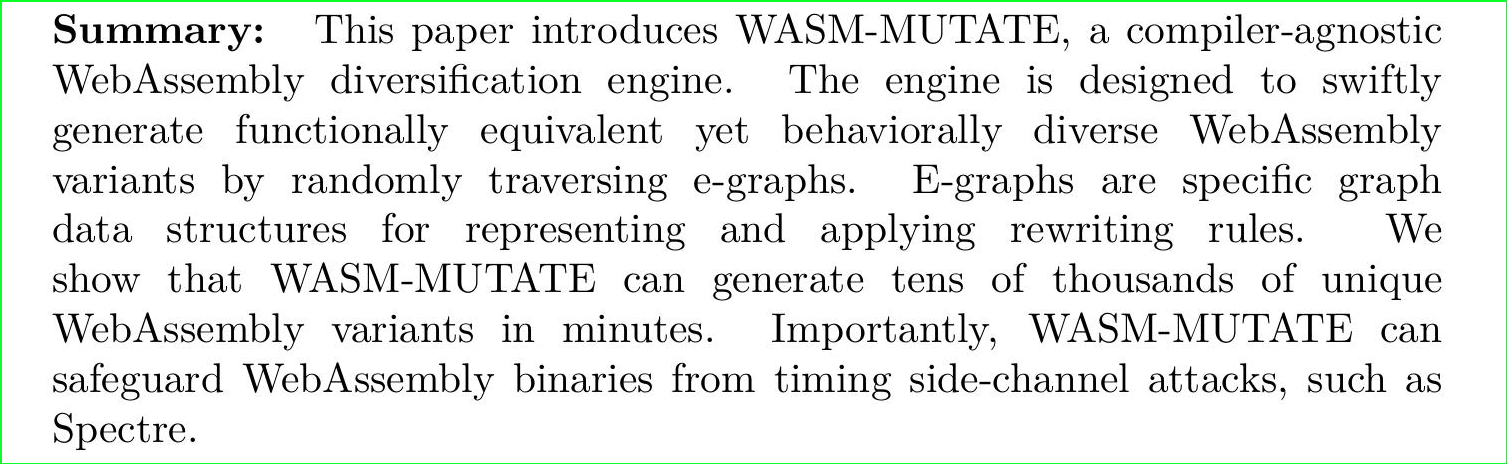 Summary: This paper introduces WASM-MUTATE, a compiler-agnostic
WebAssembly diversification engine. The engine is designed to swiftly
generate functionally equivalent yet behaviorally diverse WebAssembly
variants by randomly traversing e-graphs. E-graphs are specific graph
data structures for representing and applying rewriting rules. We
show that WASM-MUTATE can generate tens of thousands of unique
WebAssembly variants in minutes. Importantly, WASM-MUTATE can
safeguard WebAssembly binaries from timing side-channel attacks, such as
Spectre.